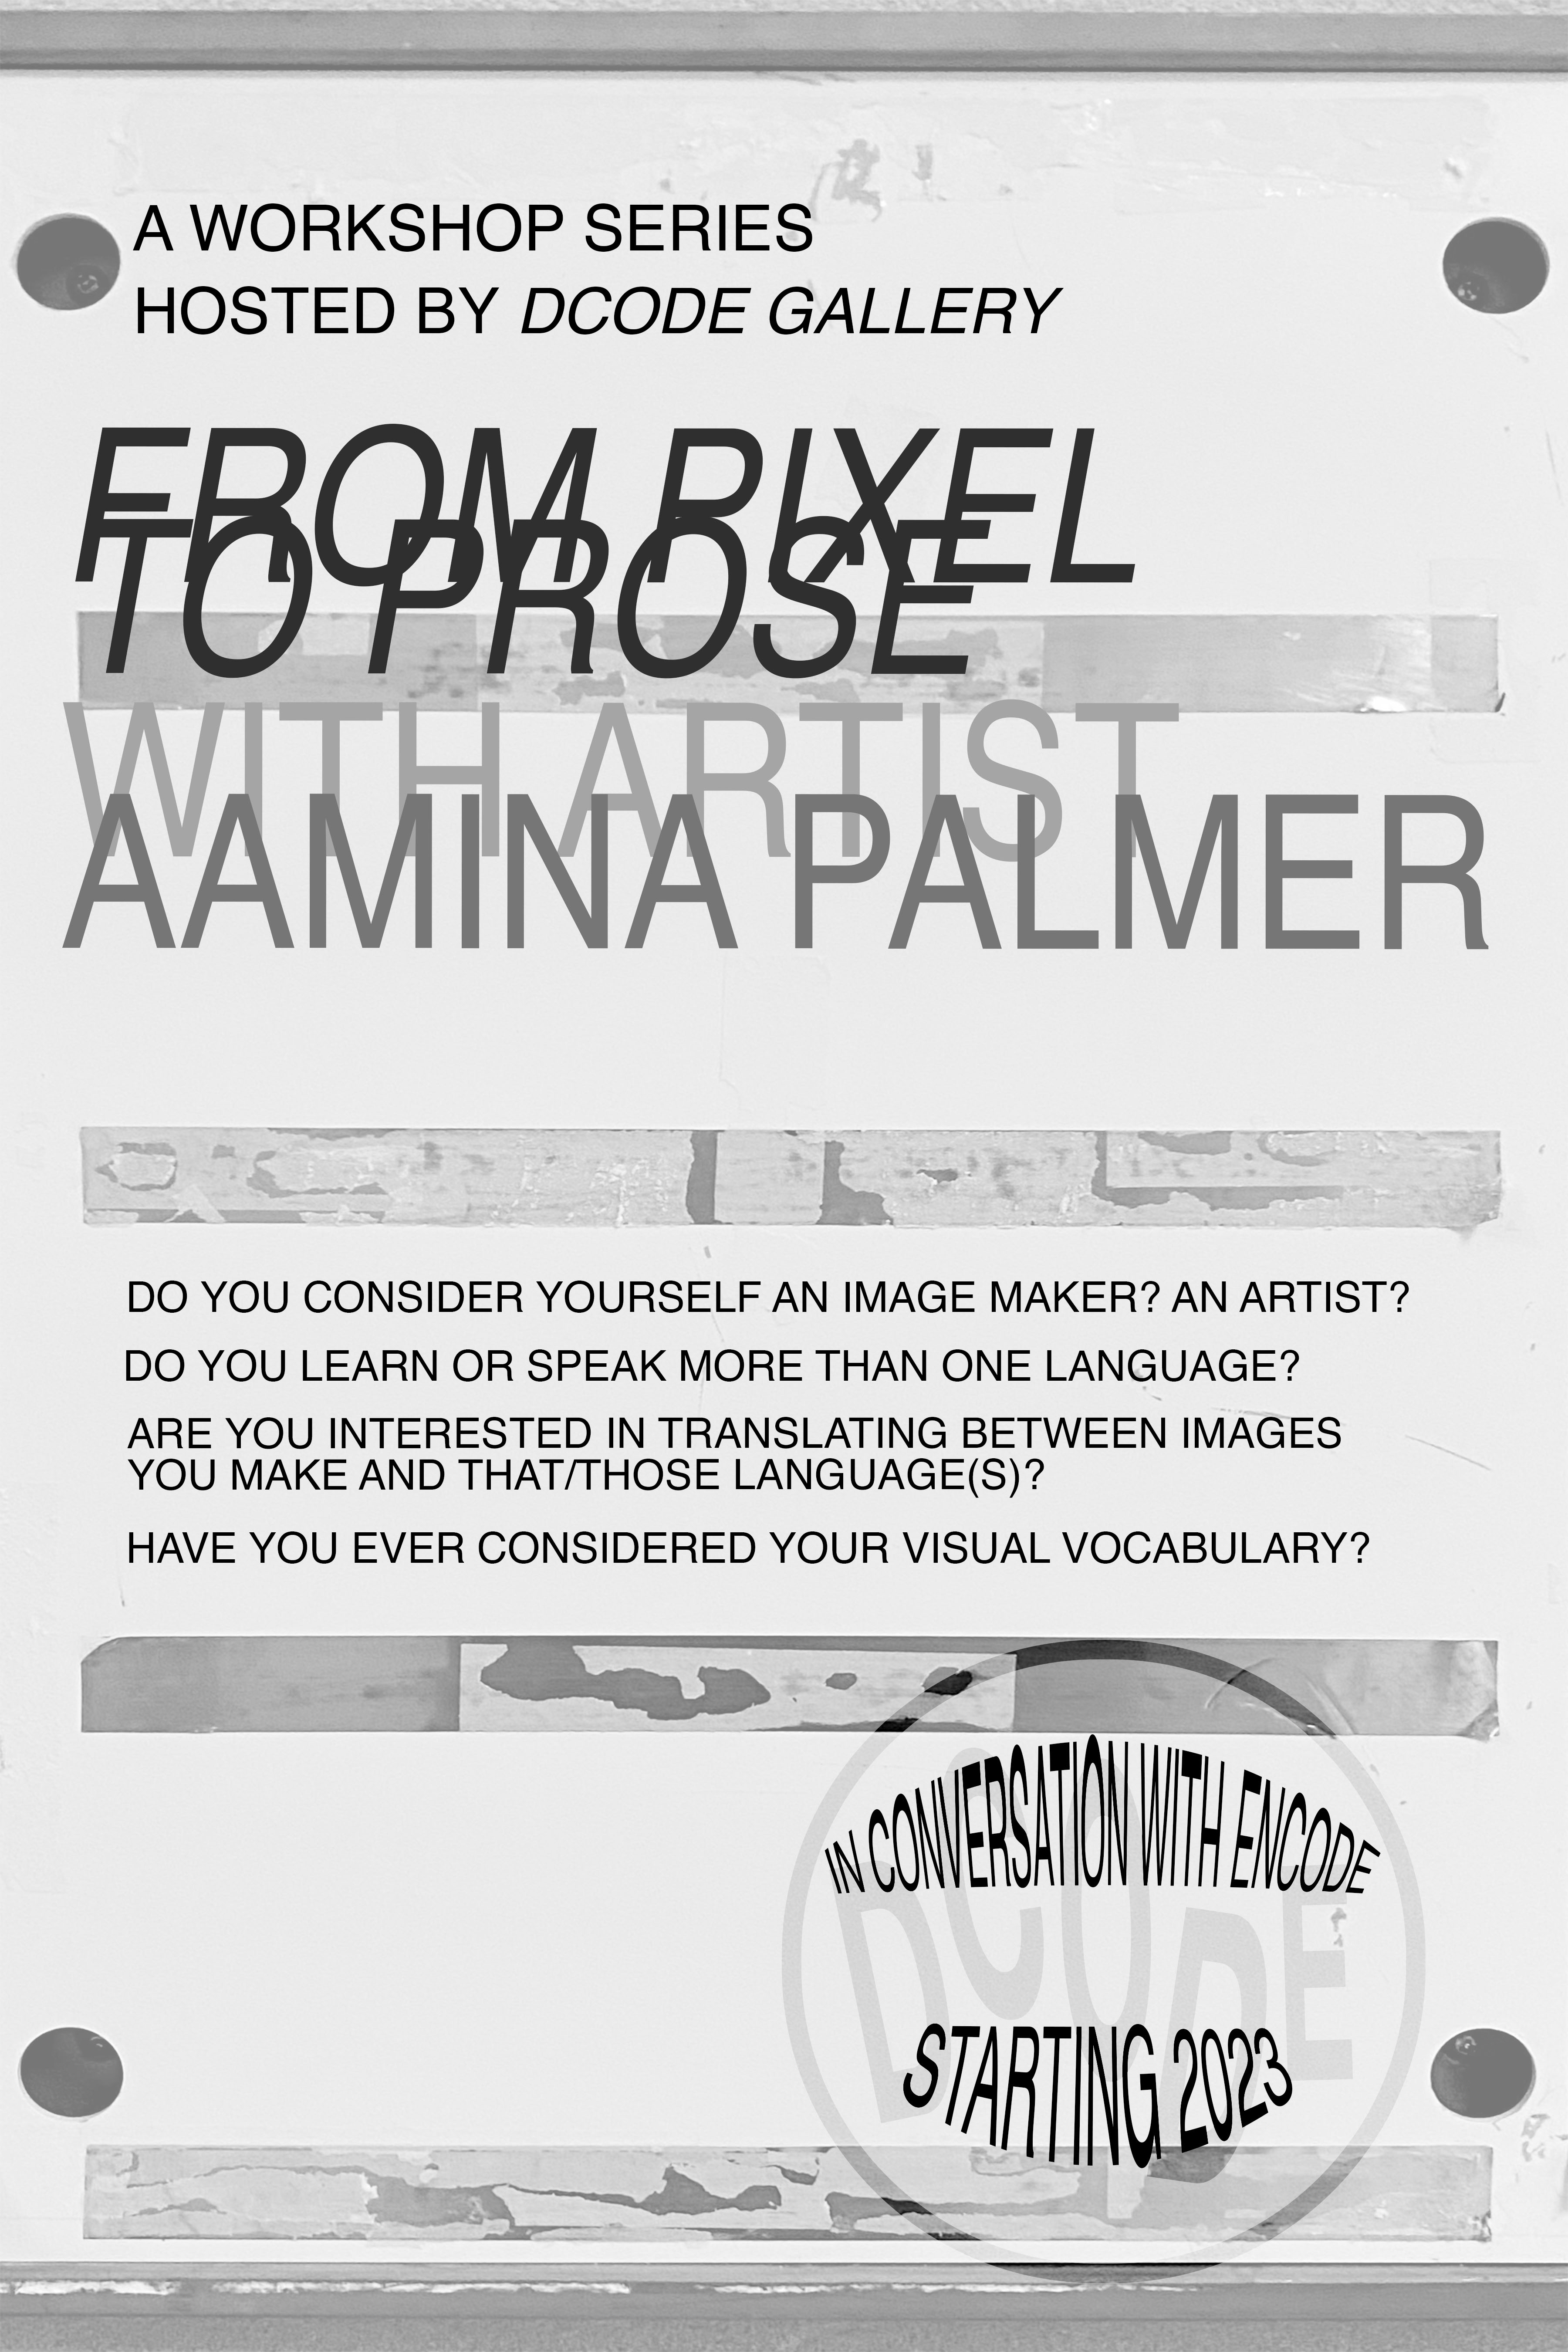 A WORKSHOP SERIES
HOSTED BY DCODE GALLERY
FROM PIXEL
TO PROSE
WITH ARTIST
AAMINA PALMER
DO YOU CONSIDER YOURSELF AN IMAGE MAKER? AN ARTIST?
DO YOU LEARN OR SPEAK MORE THAN ONE LANGUAGE?
ARE YOU INTERESTED IN TRANSLATING BETWEEN IMAGES
YOU MAKE AND THAT/THOSE LANGUAGE(S)?
HAVE YOU EVER CONSIDERED YOUR VISUAL VOCABULARY?
IN CONVERSATION WITH ENCODE
DCODE
STARTING 2023